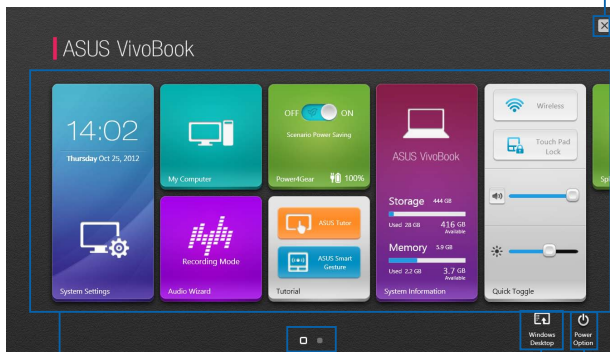 ASUS VivoBook
14:02
Thursday Oct 25, 2012
System Settings
My Computer
Recording Mode
Audio Wizard
OFF ON
Scenario Power Saving
Power4Gear 100%
ASUS Tutor
ASUS Smart
Gesture
Tutorial
ASUS VivoBook
Storage 444 GB
Used 28 GB 416 GB
Available
Memory 5.9 GB
Used 2.2 GB 3.7 GB
Available
System Information
Wireless
Touch Pad
Lock
Quick Toggle
Windows
Desktop
Power
Option